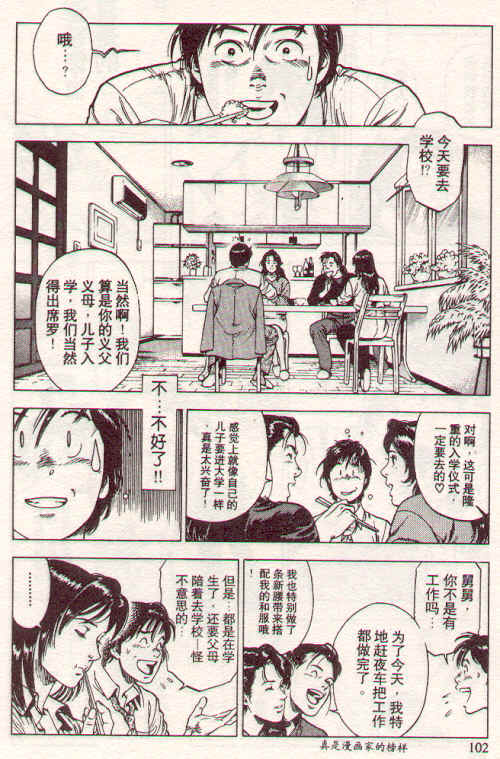 哦…?
今天要去
学校!?
当然啊!我们
算是你的义父
义母,儿子入
学,我们当然
得出席罗!
对啊,这可是隆
重的入学仪式,
一定要去的♡
感觉上就像自己的
儿子要进大学一样
,真是太兴奋了!
不…不好了!!
舅舅,
你不是有
工作吗…
为了今天,我特
地赶夜车把工作
都做完了。
我也特别做了
条新腰带来搭
配我的和服哦
!
但是…都是在学
生了,还要父母
陪着去学校—怪
不意思的…
………
真是漫画家的楷样
102